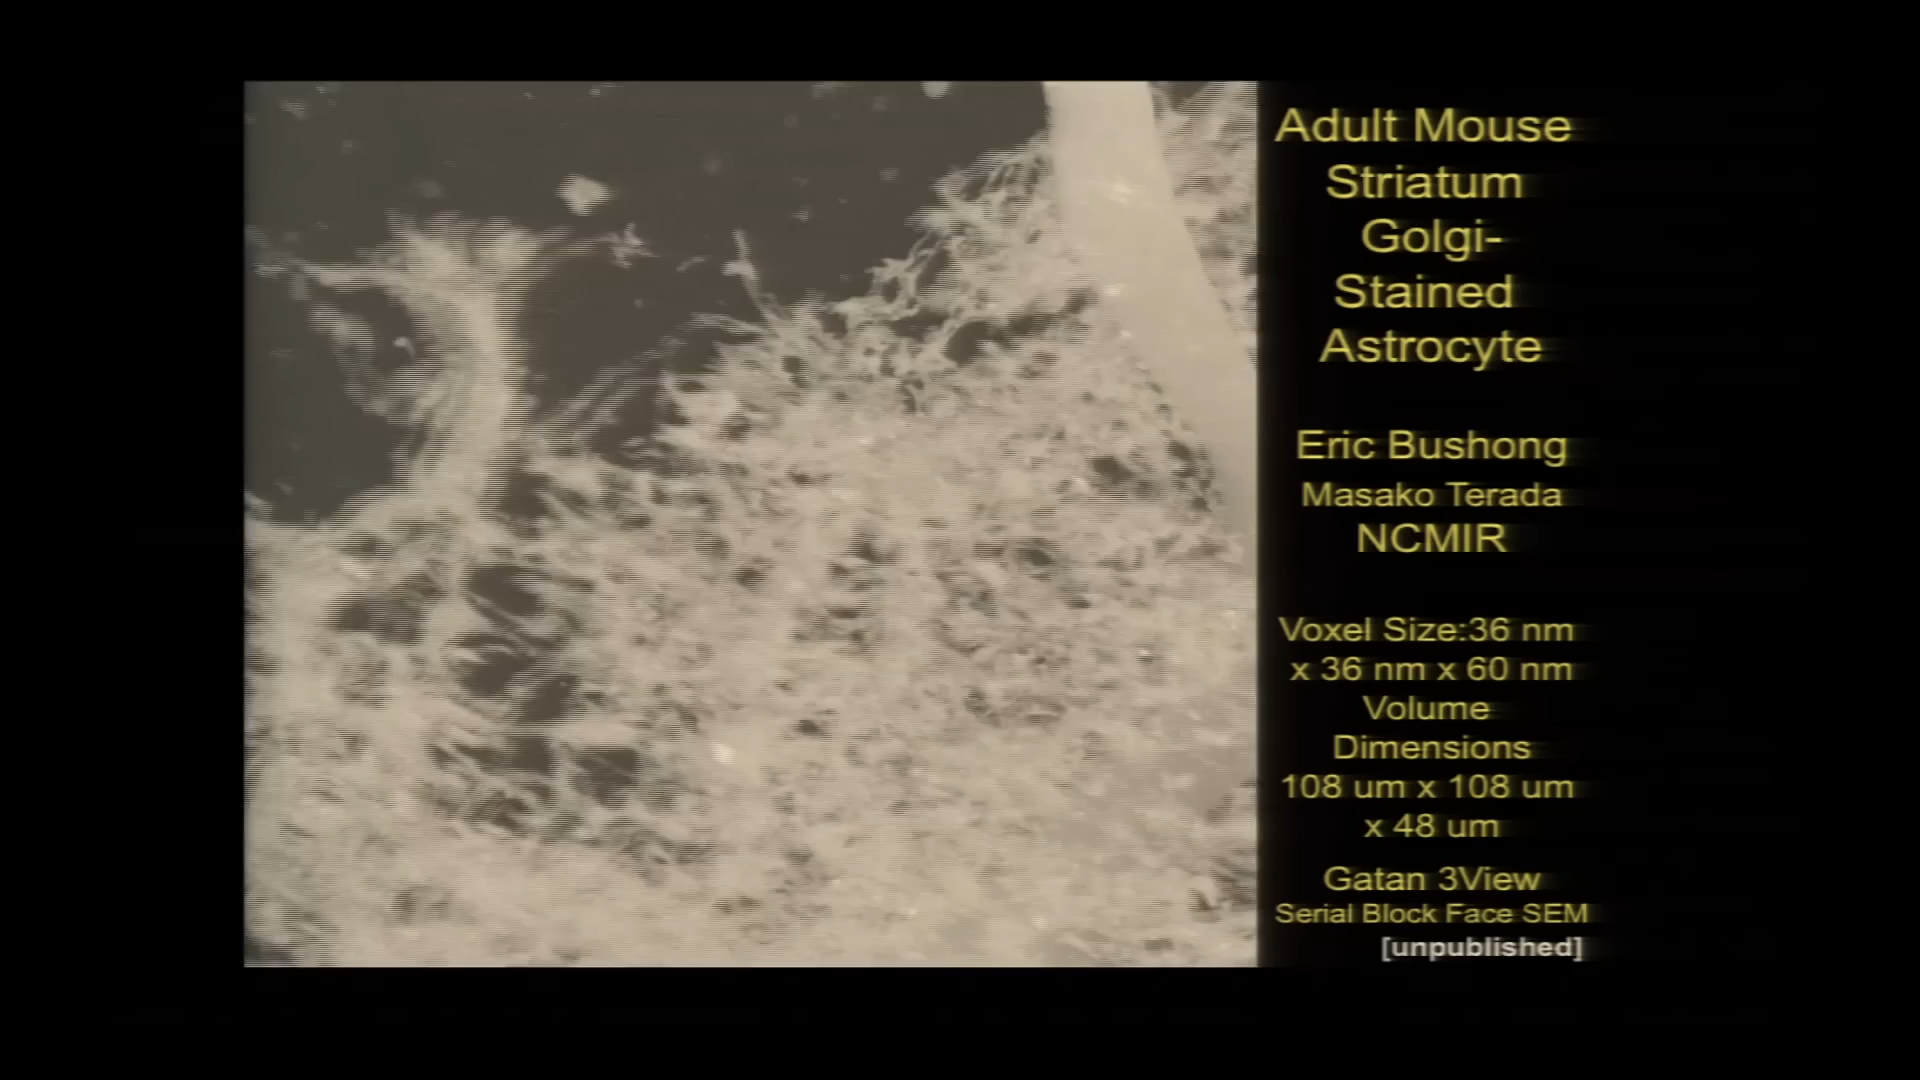 Adult Mouse
Striatum
Golgi-
Stained
Astrocyte
Eric Bushong
Masako Terada
NCMIR
Voxel Size:36 nm
x 36 nm x 60 nm
Volume
Dimensions
108 um x 108 um
x 48 um
Gatan 3View
Serial Block Face SEM
[unpublished]